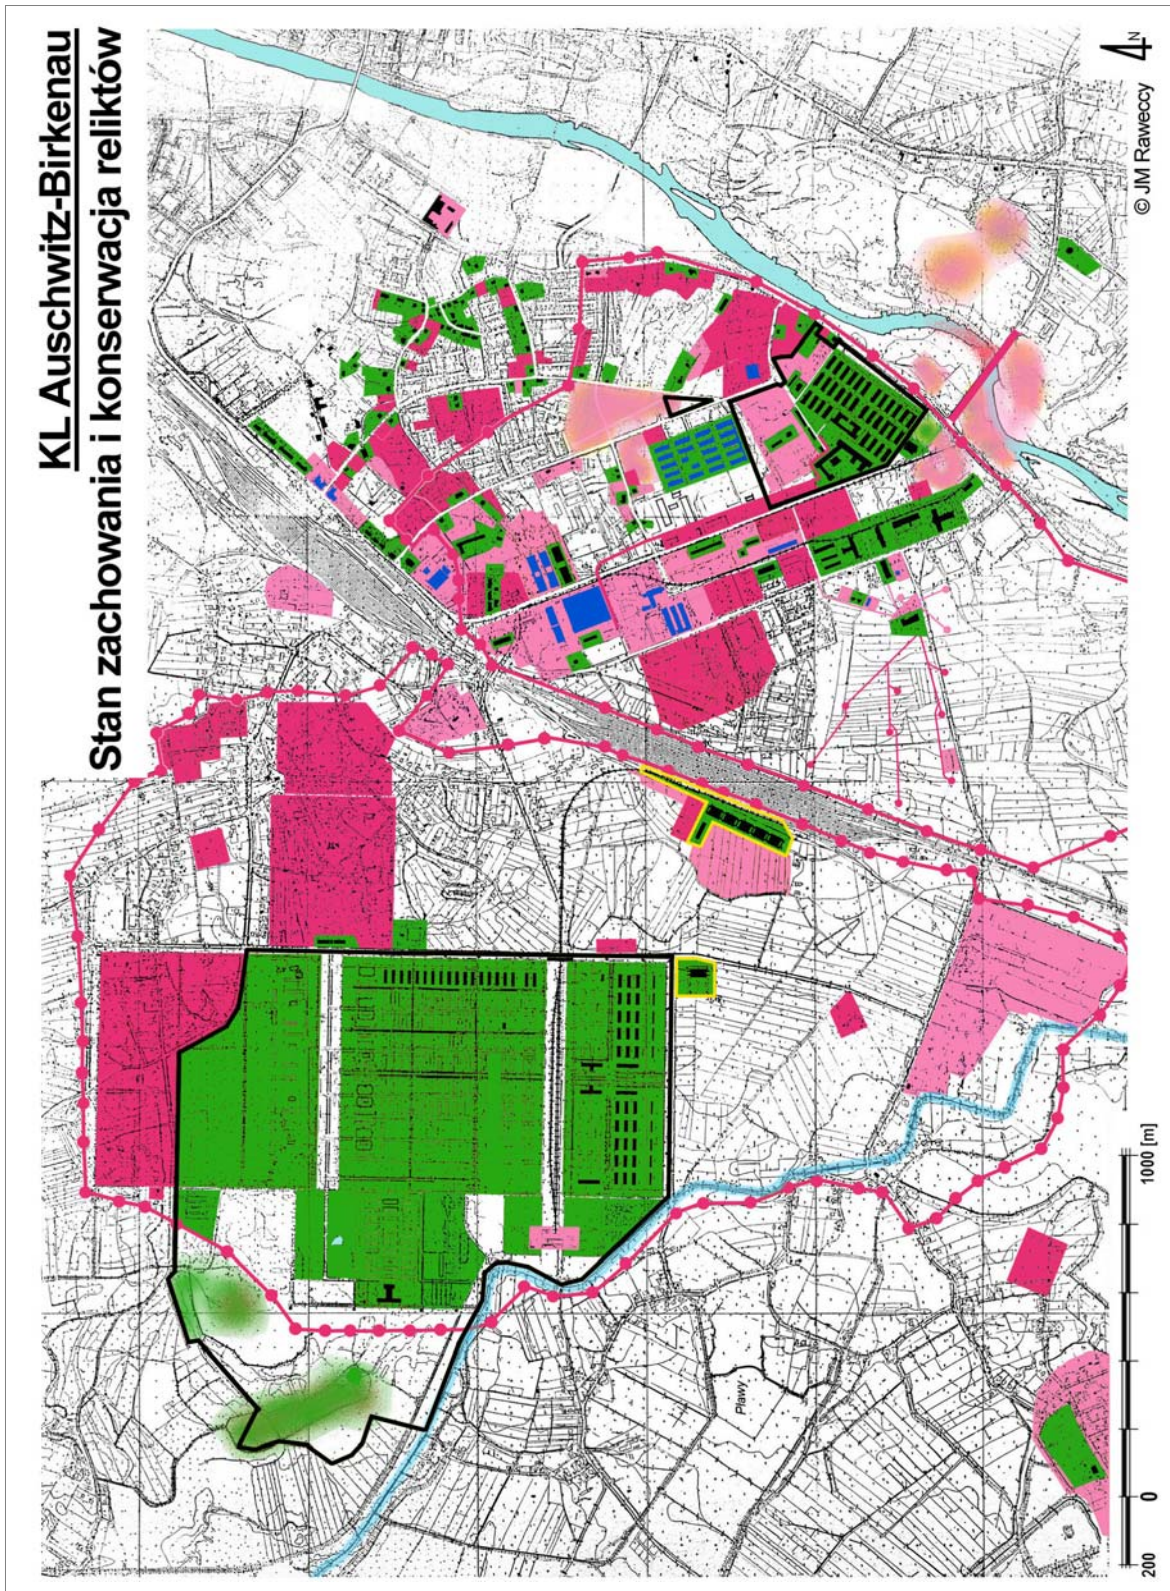 KL Auschwitz-Birkenau
Stan zachowania i konserwacja reliktów
N
© JM Raweccy
Pławy
200 0 1000 [m]